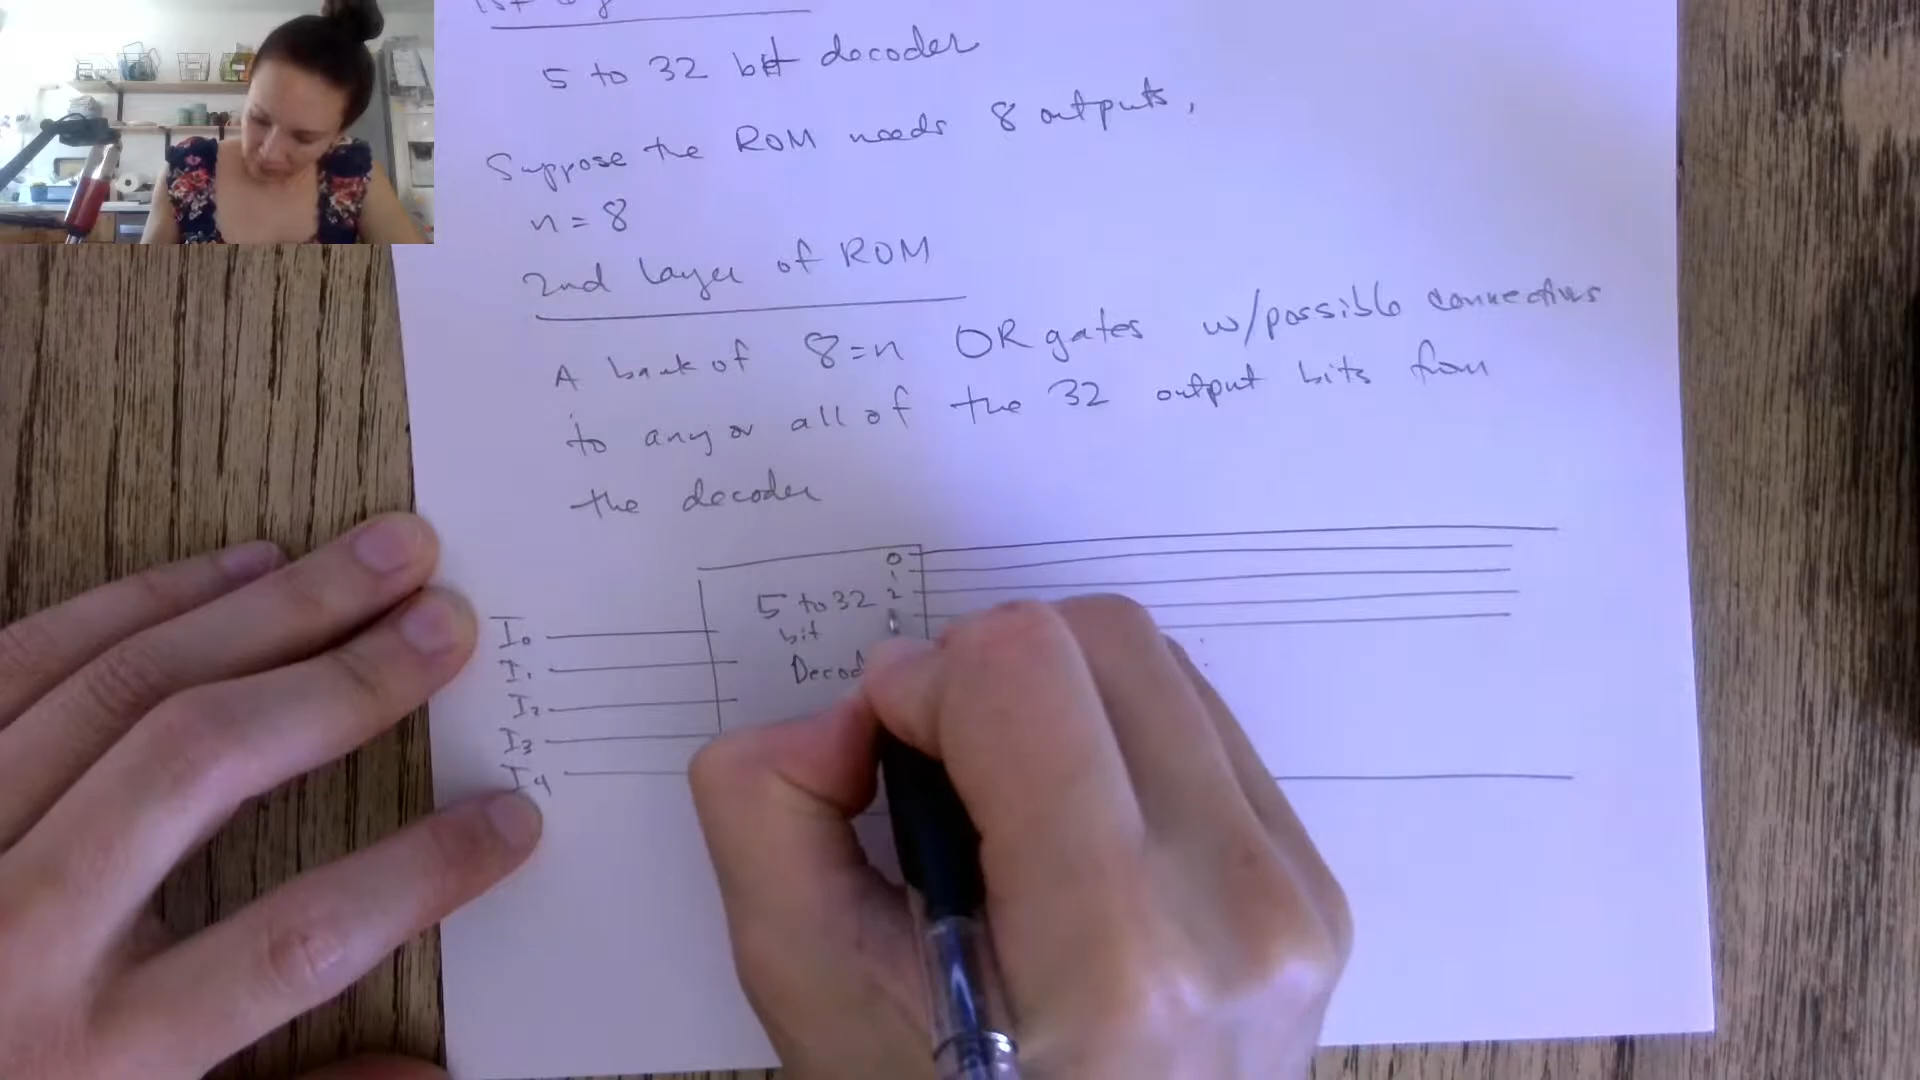 5 to 32 bit decoder
Suppose the ROM needs 8 outputs,
n = 8
2nd layer of ROM
A bank of 8=n OR gates w/possible connections
to any or all of the 32 output bits from
the decoder
0
1
5 to 32 2
bit
Decod
I0
I1
I2
I3
I4